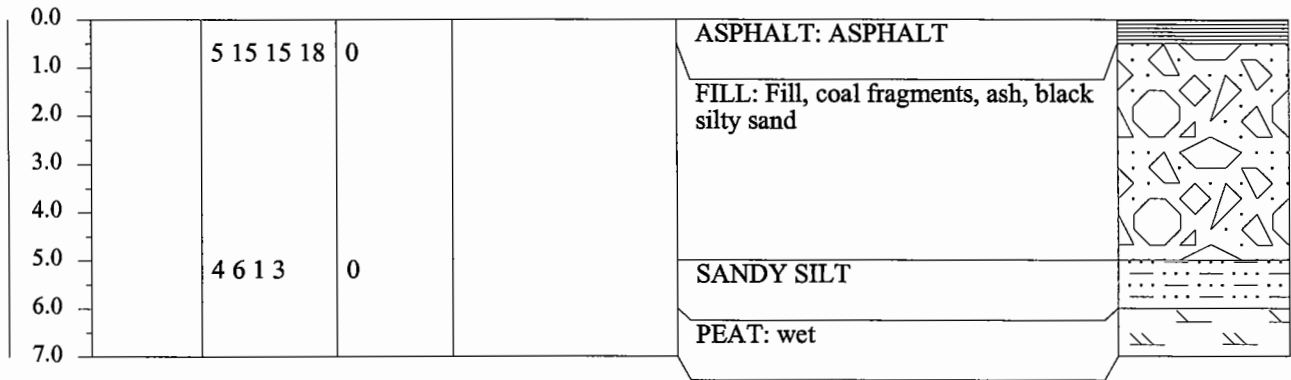 0.0
ASPHALT: ASPHALT
5 15 15 18 0
1.0
FILL: Fill, coal fragments, ash, black
silty sand
2.0
3.0
4.0
5.0
4 6 1 3 0
SANDY SILT
6.0
PEAT: wet
7.0